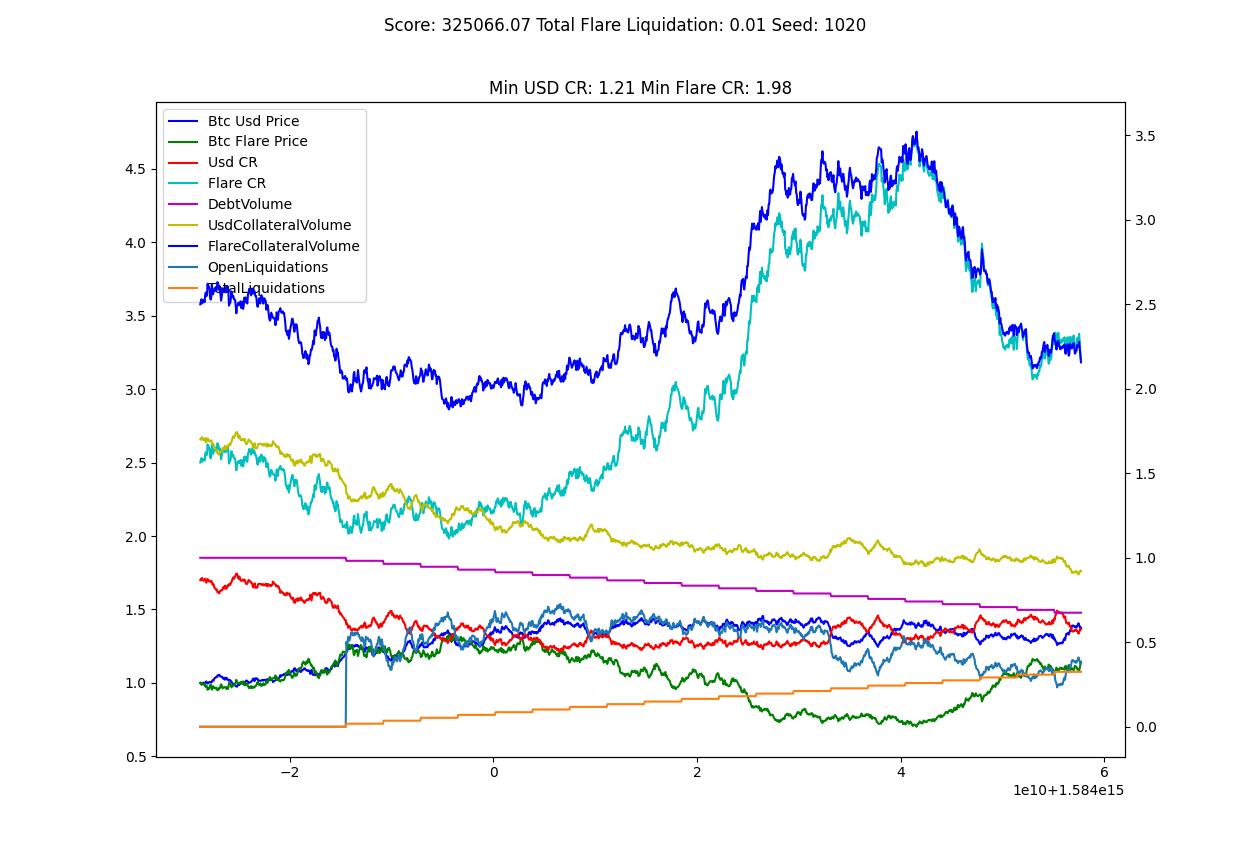 Score: 325066.07 Total Flare Liquidation: 0.01 Seed: 1020
Min USD CR: 1.21 Min Flare CR: 1.98
Btc Usd Price
Btc Flare Price
Usd CR
Flare CR
DebtVolume
UsdCollateralVolume
FlareCollateralVolume
OpenLiquidations
TotalLiquidations
4.5
4.0
3.5
3.0
2.5
2.0
1.5
1.0
0.5
3.5
3.0
2.5
2.0
1.5
1.0
0.5
0.0
−2
0
2
4
6
1e10+1.584e15